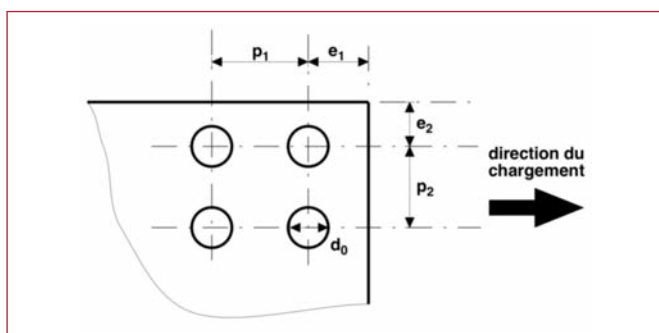 p₁
e₁
e₂
direction du
chargement
p₂
d₀